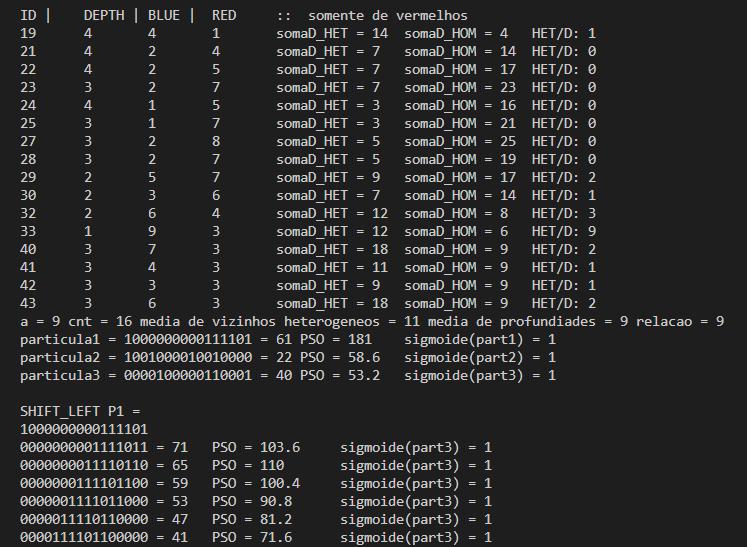 ID |    DEPTH | BLUE |  RED     ::  somente de vermelhos
19      4       4       1       somaD_HET = 14  somaD_HOM = 4   HET/D: 1
21      4       2       4       somaD_HET = 7   somaD_HOM = 14  HET/D: 0
22      4       2       5       somaD_HET = 7   somaD_HOM = 17  HET/D: 0
23      3       2       7       somaD_HET = 7   somaD_HOM = 23  HET/D: 0
24      4       1       5       somaD_HET = 3   somaD_HOM = 16  HET/D: 0
25      3       1       7       somaD_HET = 3   somaD_HOM = 21  HET/D: 0
27      3       2       8       somaD_HET = 5   somaD_HOM = 25  HET/D: 0
28      3       2       7       somaD_HET = 5   somaD_HOM = 19  HET/D: 0
29      2       5       7       somaD_HET = 9   somaD_HOM = 17  HET/D: 2
30      2       3       6       somaD_HET = 7   somaD_HOM = 14  HET/D: 1
32      2       6       4       somaD_HET = 12  somaD_HOM = 8   HET/D: 3
33      1       9       3       somaD_HET = 12  somaD_HOM = 6   HET/D: 9
40      3       7       3       somaD_HET = 18  somaD_HOM = 9   HET/D: 2
41      3       4       3       somaD_HET = 11  somaD_HOM = 9   HET/D: 1
42      3       3       3       somaD_HET = 9   somaD_HOM = 9   HET/D: 1
43      3       6       3       somaD_HET = 18  somaD_HOM = 9   HET/D: 2
a = 9 cnt = 16 media de vizinhos heterogeneos = 11 media de profundiades = 9 relacao = 9
particula1 = 1000000000111101 = 61 PSO = 181    sigmoide(part1) = 1
particula2 = 1001000010010000 = 22 PSO = 58.6   sigmoide(part2) = 1
particula3 = 0000100000110001 = 40 PSO = 53.2   sigmoide(part3) = 1

SHIFT_LEFT P1 =
1000000000111101
0000000001111011 = 71   PSO = 103.6     sigmoide(part3) = 1
0000000011110110 = 65   PSO = 110       sigmoide(part3) = 1
0000000111101100 = 59   PSO = 100.4     sigmoide(part3) = 1
0000001111011000 = 53   PSO = 90.8      sigmoide(part3) = 1
0000011110110000 = 47   PSO = 81.2      sigmoide(part3) = 1
0000111101100000 = 41   PSO = 71.6      sigmoide(part3) = 1